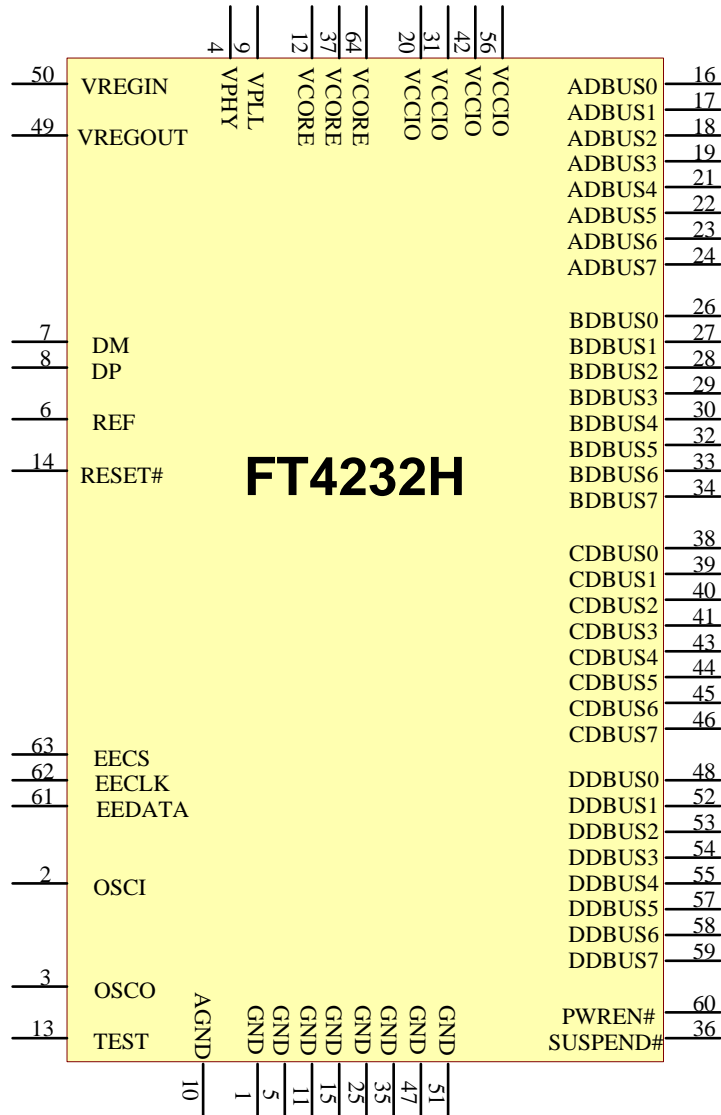 4 9 12 37 64 20 31 42 56
VPHY VPLL VCORE VCORE VCORE VCCIO VCCIO VCCIO VCCIO
50 VREGIN
49 VREGOUT
7 DM
8 DP
6 REF
14 RESET#
63 EECS
62 EECLK
61 EEDATA
2 OSCI
3 OSCO
13 TEST
FT4232H
ADBUS0 16
ADBUS1 17
ADBUS2 18
ADBUS3 19
ADBUS4 21
ADBUS5 22
ADBUS6 23
ADBUS7 24
BDBUS0 26
BDBUS1 27
BDBUS2 28
BDBUS3 29
BDBUS4 30
BDBUS5 32
BDBUS6 33
BDBUS7 34
CDBUS0 38
CDBUS1 39
CDBUS2 40
CDBUS3 41
CDBUS4 43
CDBUS5 44
CDBUS6 45
CDBUS7 46
DDBUS0 48
DDBUS1 52
DDBUS2 53
DDBUS3 54
DDBUS4 55
DDBUS5 57
DDBUS6 58
DDBUS7 59
PWREN# 60
SUSPEND# 36
AGND GND GND GND GND GND GND GND GND
10 1 5 11 15 25 35 47 51